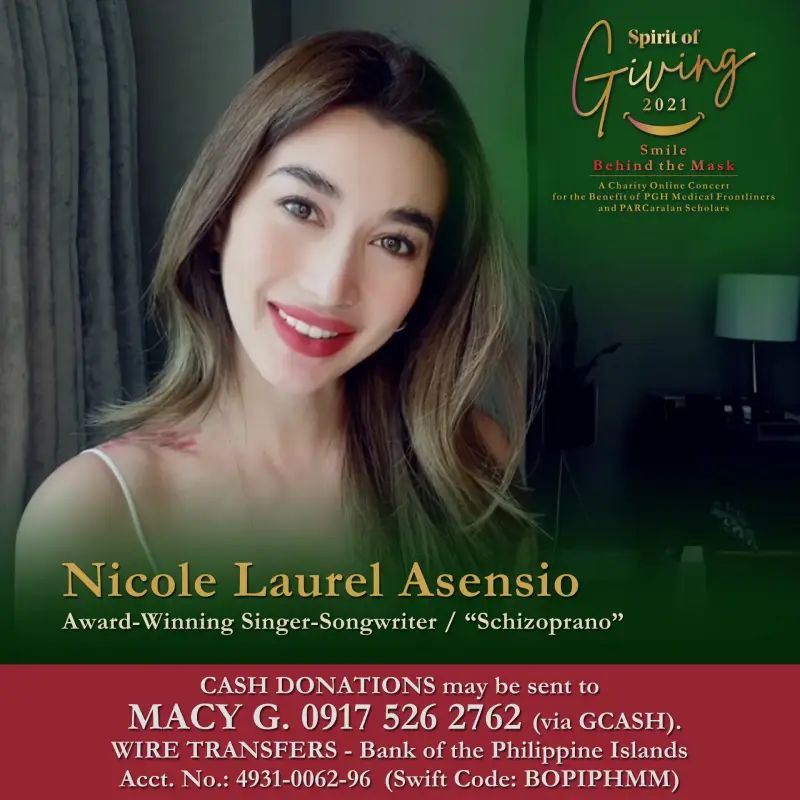 Spirit of
Giving
2021
Smile
Behind the Mask
A Charity Online Concert
for the Benefit of PGH Medical Frontliners
and PARCaralan Scholars
Nicole Laurel Asensio
Award-Winning Singer-Songwriter / “Schizoprano”
CASH DONATIONS may be sent to
MACY G. 0917 526 2762 (via GCASH).
WIRE TRANSFERS - Bank of the Philippine Islands
Acct. No.: 4931-0062-96 (Swift Code: BOPIPHMM)